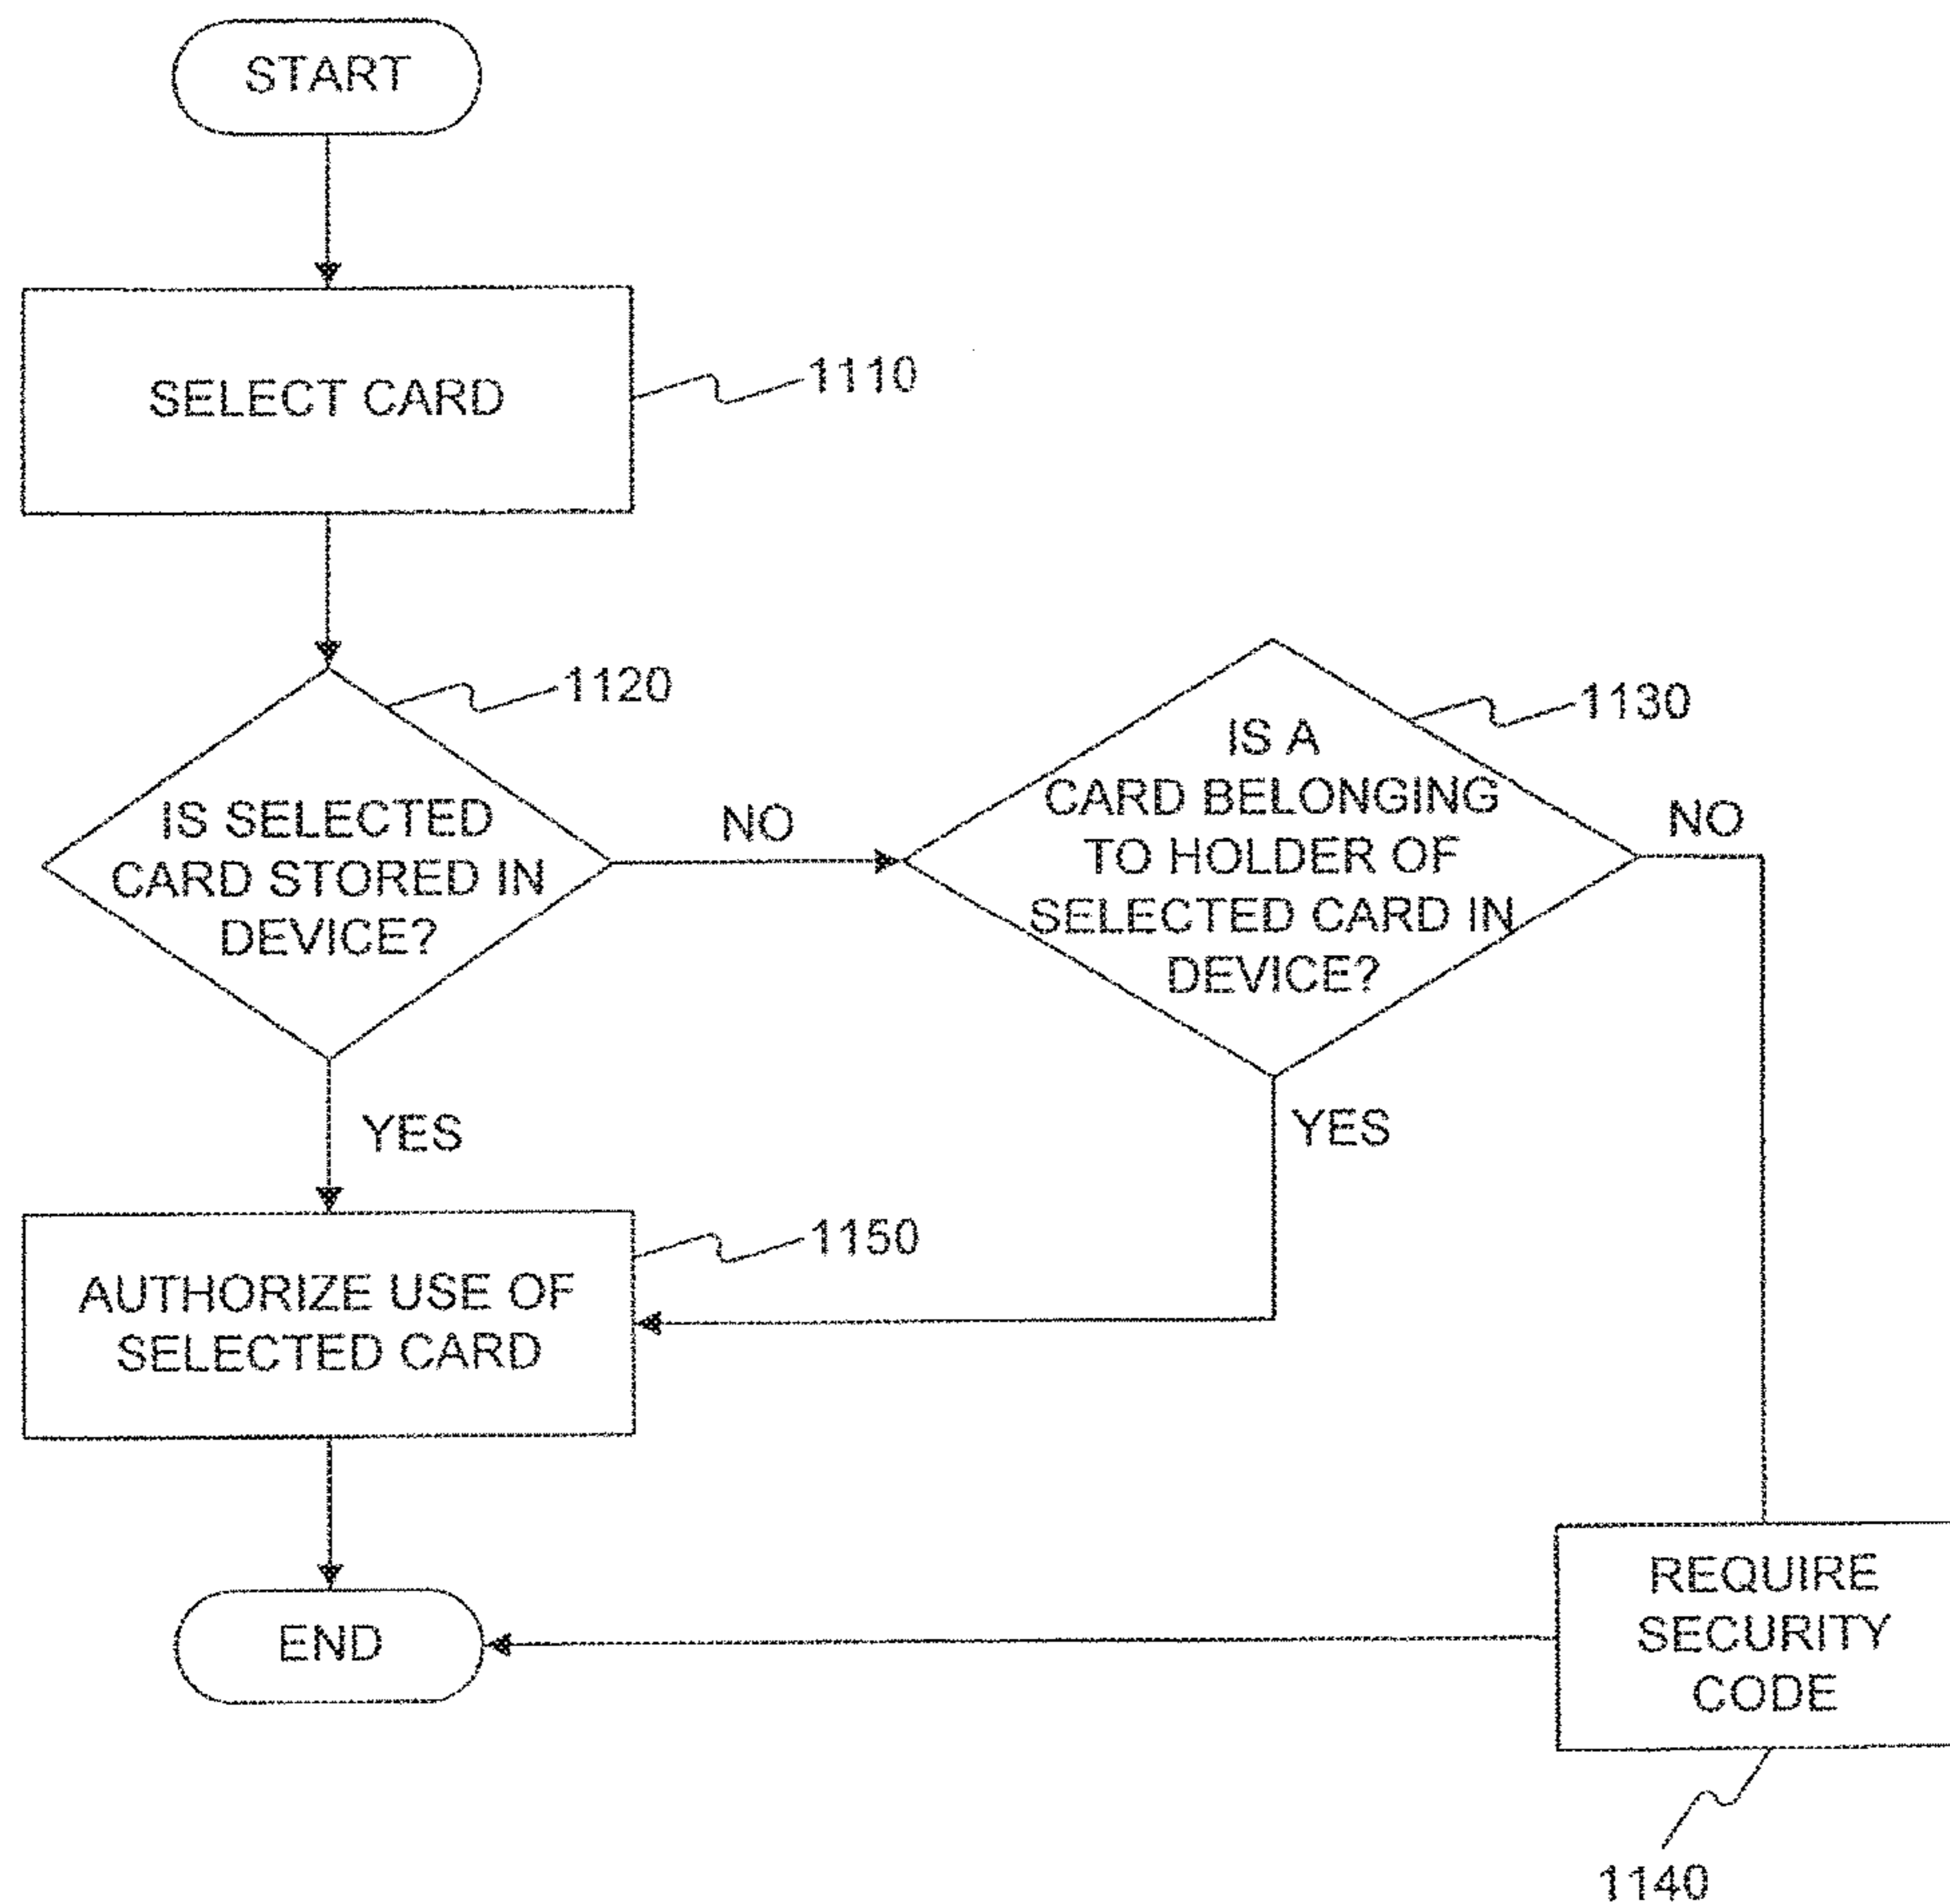 START
SELECT CARD
1110
1120
IS SELECTED
CARD STORED IN
DEVICE?
NO
1130
IS A
CARD BELONGING
TO HOLDER OF
SELECTED CARD IN
DEVICE?
NO
YES
YES
1150
AUTHORIZE USE OF
SELECTED CARD
END
REQUIRE
SECURITY
CODE
1140